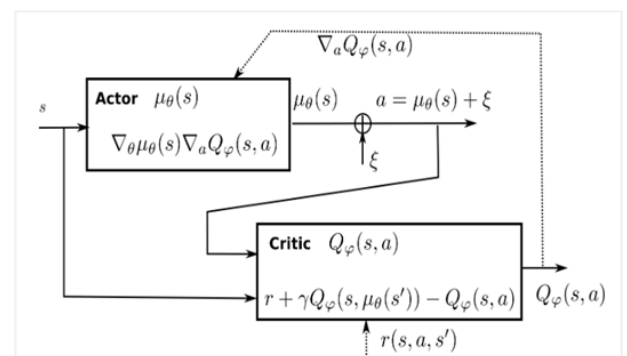 ∇ₐQ_φ(s, a)
s
Actor μ_θ(s)
μ_θ(s)
a = μ_θ(s) + ξ
∇_θμ_θ(s)∇ₐQ_φ(s, a)
ξ
Critic Q_φ(s, a)
r + γQ_φ(s, μ_θ(s′)) − Q_φ(s, a)
Q_φ(s, a)
r(s, a, s′)